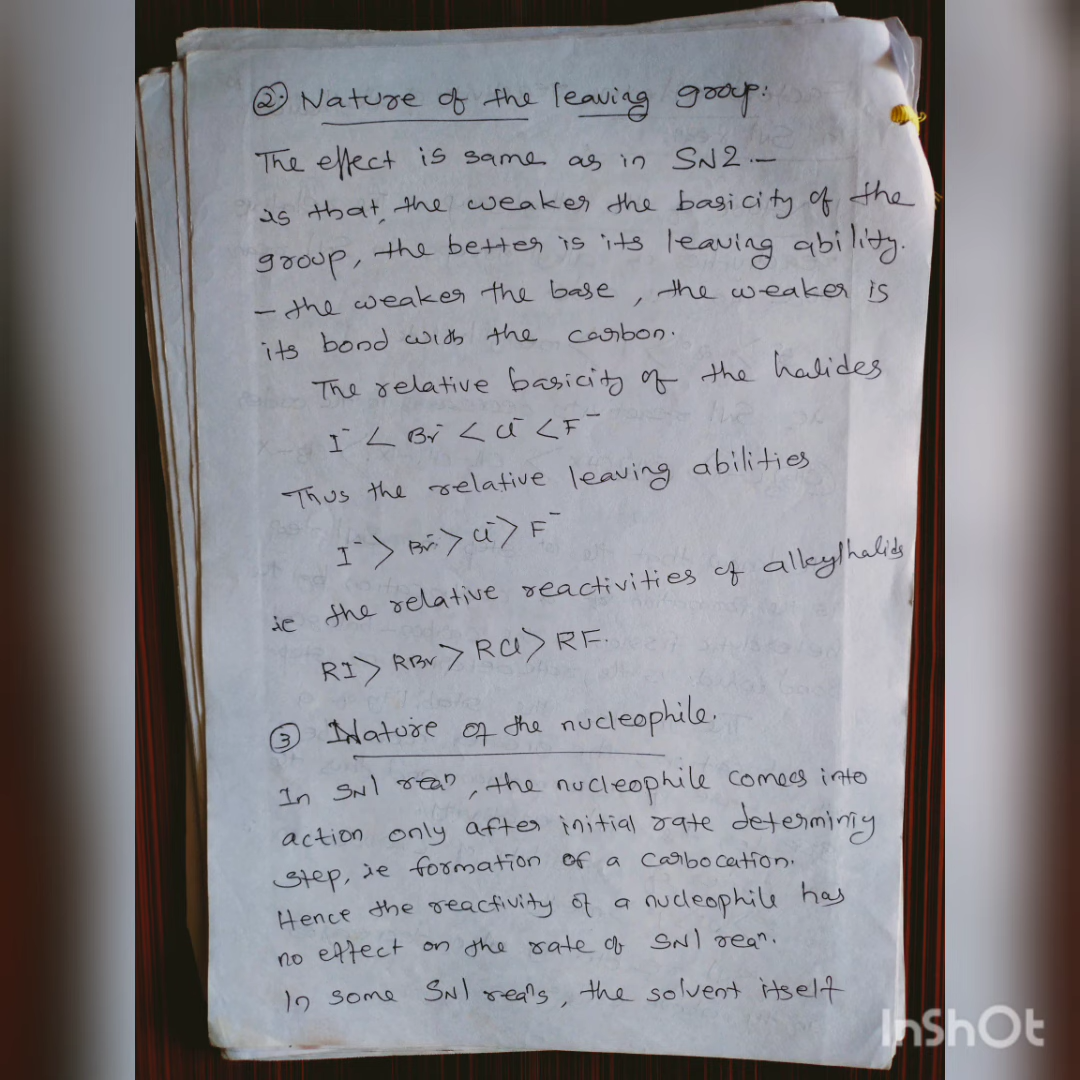 ② Nature of the leaving group:
The effect is same as in SN2 -
is that, the weaker the basicity of the
group, the better is its leaving ability.
- the weaker the base, the weaker is
its bond with the carbon.
The relative basicity of the halides
I⁻ < Br⁻ < Cl⁻ < F⁻
Thus the relative leaving abilities
I⁻ > Br⁻ > Cl⁻ > F⁻
ie the relative reactivities of alkylhalids
RI > RBr > RCl > RF.
③ Nature of the nucleophile.
In SN1 reaⁿ, the nucleophile comes into
action only after initial rate determiniy
step, ie formation of a carbocation.
Hence the reactivity of a nucleophile has
no effect on the rate of SN1 reaⁿ.
In some SN1 reaⁿs, the solvent itself
InShOt